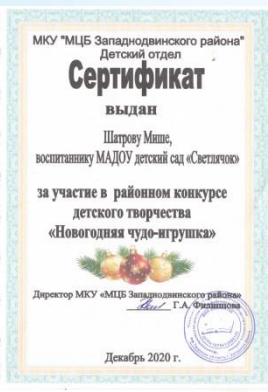 МКУ "МЦБ Западнодвинского района"
Детский отдел
Сертификат
выдан
Шатрову Мише,
воспитаннику МАДОУ детский сад «Светлячок»
за участие в районном конкурсе
детского творчества
«Новогодняя чудо-игрушка»
Директор МКУ «МЦБ Западнодвинского района»
Г.А. Филиппова
Декабрь 2020 г.